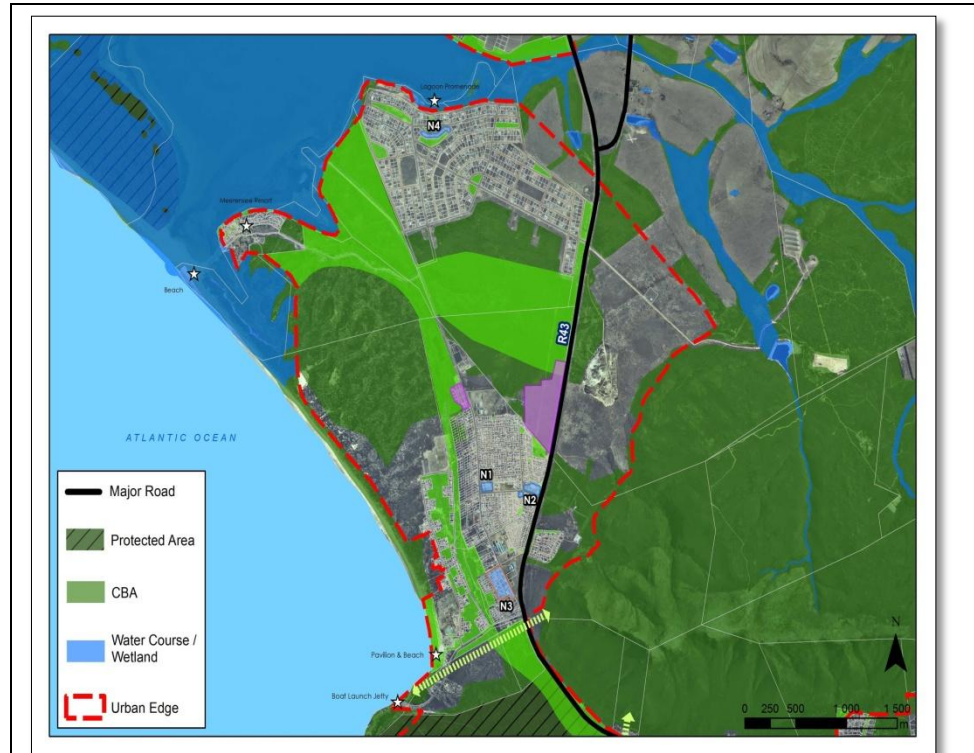 Lagoon Promenade
N4
Meerensee Resort
Beach
R43
ATLANTIC OCEAN
N1
N2
N3
Pavilion & Beach
Boat Launch Jetty
Major Road
Protected Area
CBA
Water Course /
Wetland
Urban Edge
N
0 250 500 1 000 1 500
m